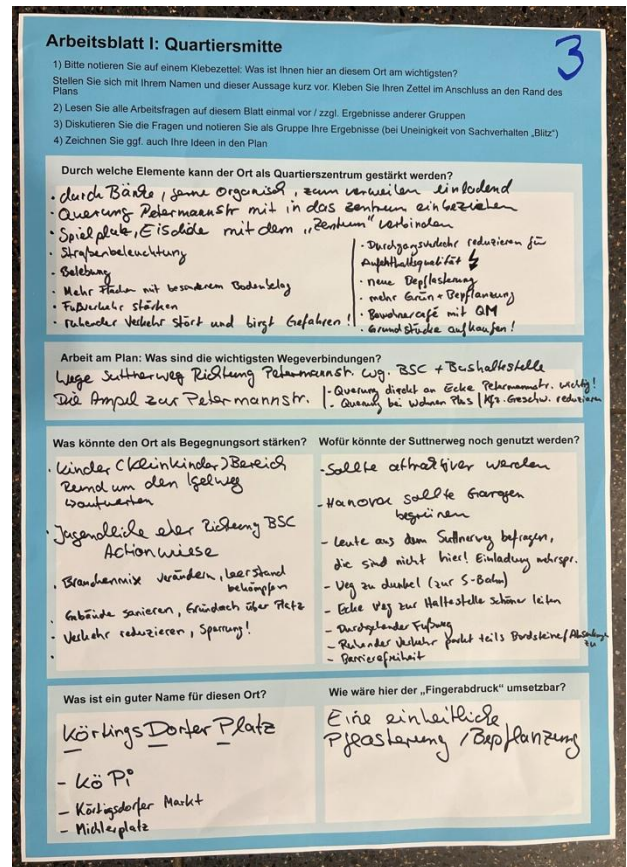 Arbeitsblatt I: Quartiersmitte
3
1) Bitte notieren Sie auf einem Klebezettel: Was ist Ihnen hier an diesem Ort am wichtigsten?
Stellen Sie sich mit Ihrem Namen und dieser Aussage kurz vor. Kleben Sie Ihren Zettel im Anschluss an den Rand des
Plans
2) Lesen Sie alle Arbeitsfragen auf diesem Blatt einmal vor / zzgl. Ergebnisse anderer Gruppen
3) Diskutieren Sie die Fragen und notieren Sie als Gruppe Ihre Ergebnisse (bei Uneinigkeit von Sachverhalten „Blitz")
4) Zeichnen Sie ggf. auch Ihre Ideen in den Plan
Durch welche Elemente kann der Ort als Quartierszentrum gestärkt werden?
· durch Bänke, gerne organisch, zum verweilen einladend
· Querung Petermannstr mit in das Zentrum einbeziehen
· Spielplatz, Eisdiele mit dem „Zentrum" verbinden
· Straßenbeleuchtung
· Belebung
· Mehr Flächen mit besonderem Bodenbelag
· Fußverkehr stärken
· ruhender Verkehr stört und birgt Gefahren!
· Durchgangsverkehr reduzieren für
Aufenthaltsqualität
· neue Bepflasterung
· mehr Grün + Bepflanzung
· Bewohnercafé mit QM
· Grundstücke aufkaufen!
Arbeit am Plan: Was sind die wichtigsten Wegeverbindungen?
Wege Suttnerweg Richtung Petermannstr. wg. BSC + Bushaltestelle
Die Ampel zur Petermannstr.
- Querung direkt an Ecke Petermannstr. wichtig!
- Querung bei Wohnen Plus / Kfz-Geschw. reduzieren
Was könnte den Ort als Begegnungsort stärken?
· Kinder (Kleinkinder) Bereich
Rund um den Igelweg
· Jugendliche eher Richtung BSC
Actionwiese
· Branchenmix verändern, Leerstand
bekämpfen
· Gebäude sanieren, Gründach über Platz
· Verkehr reduzieren, Sperrung!
·
Wofür könnte der Suttnerweg noch genutzt werden?
- Sollte attraktiver werden
- Hanova sollte Garagen
begrünen
- Leute aus dem Suttnerweg befragen,
die sind nicht hier! Einladung mehrspr.
- Weg zu dunkel (zur S-Bahn)
- Ecke Weg zur Haltestelle schöner leiten
- Durchgehender Fußweg
- Ruhender Verkehr parkt teils Bordsteine/Absenkungen
zu
- Barrierefreiheit
Was ist ein guter Name für diesen Ort?
KörtingsDorfer Platz
- Kö Pi
- Körtingsdorfer Markt
- Michlerplatz
Wie wäre hier der „Fingerabdruck" umsetzbar?
Eine einheitliche
Pflasterung / Bepflanzung